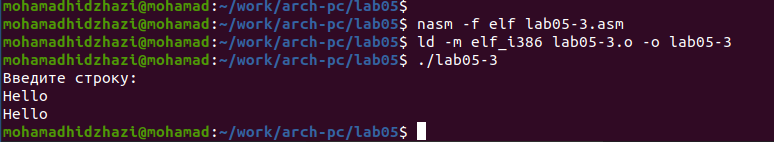 mohamadhidzhazi@mohamad:~/work/arch-pc/lab05$
mohamadhidzhazi@mohamad:~/work/arch-pc/lab05$ nasm -f elf lab05-3.asm
mohamadhidzhazi@mohamad:~/work/arch-pc/lab05$ ld -m elf_i386 lab05-3.o -o lab05-3
mohamadhidzhazi@mohamad:~/work/arch-pc/lab05$ ./lab05-3
Введите строку:
Hello
Hello
mohamadhidzhazi@mohamad:~/work/arch-pc/lab05$